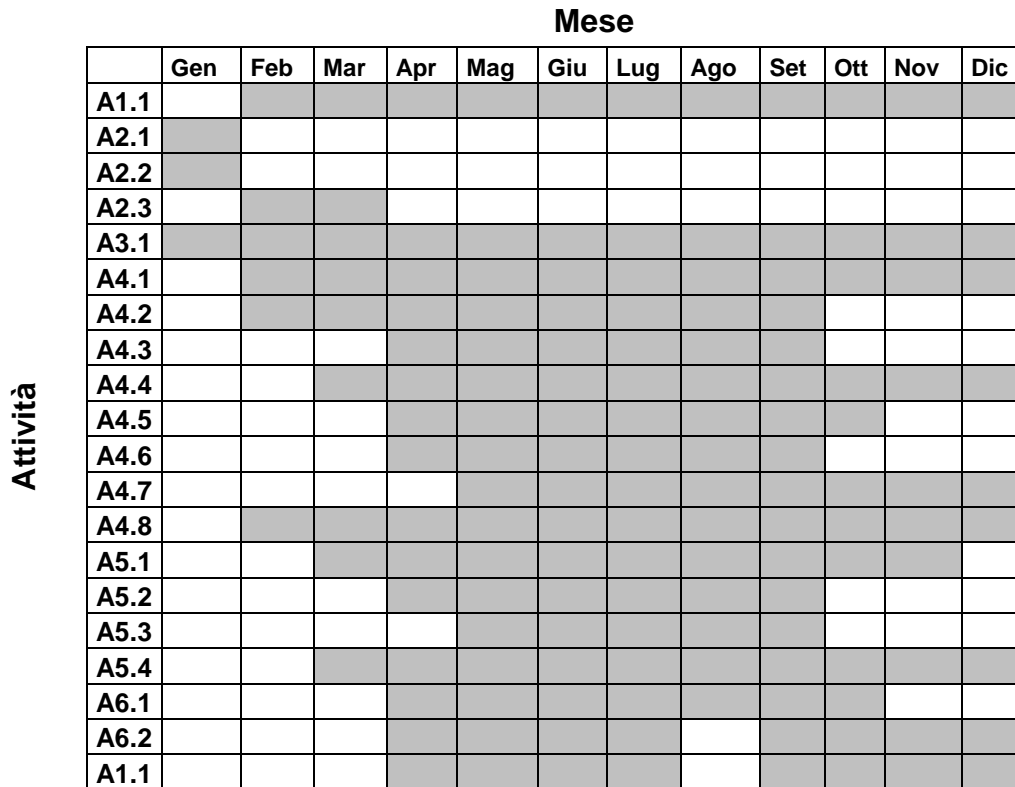 Mese
Gen Feb Mar Apr Mag Giu Lug Ago Set Ott Nov Dic
A1.1
A2.1
A2.2
A2.3
A3.1
A4.1
A4.2
A4.3
A4.4
A4.5
A4.6
A4.7
A4.8
A5.1
A5.2
A5.3
A5.4
A6.1
A6.2
A1.1
Attività